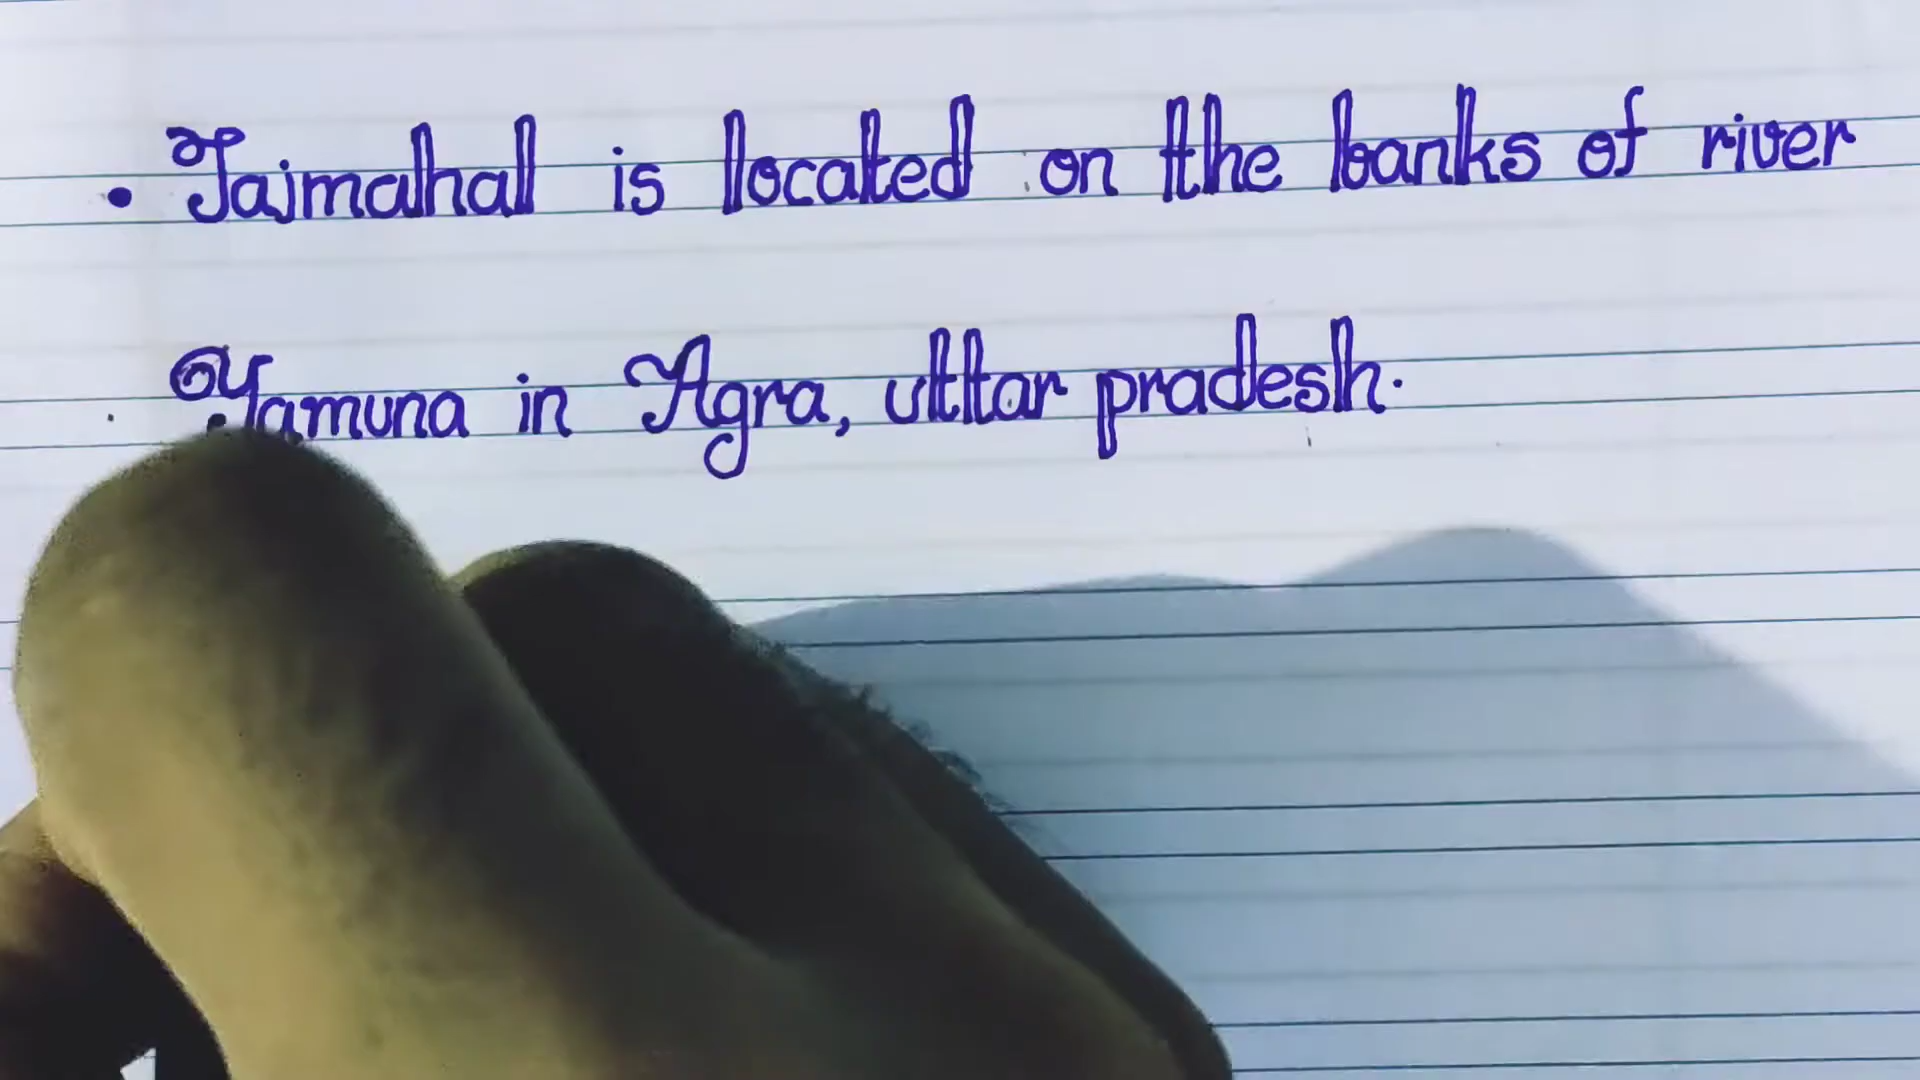 • Tajmahal is located on the banks of river
Yamuna in Agra, uttar pradesh.